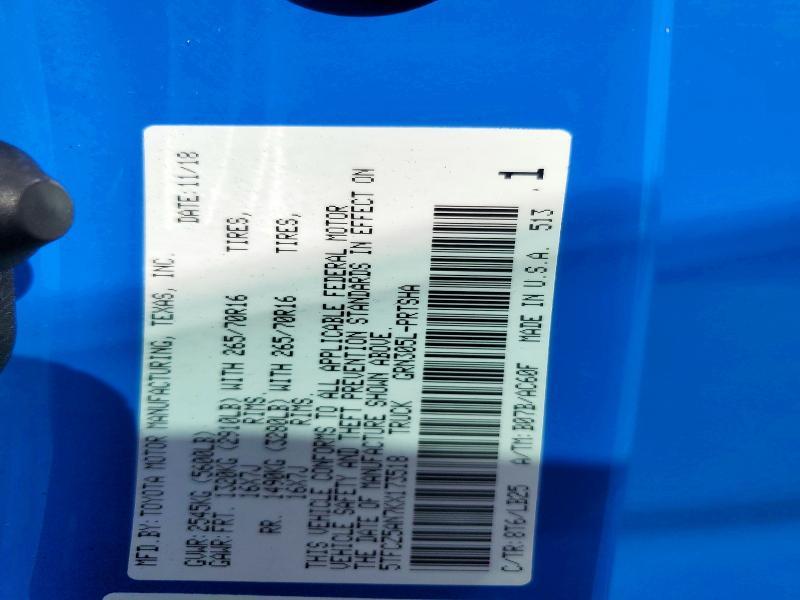 MFD.BY:TOYOTA MOTOR MANUFACTURING, TEXAS, INC.
DATE:11/18
GVWR:2545KG (5600LB)
GAWR:FRT. 1320KG (2910LB) WITH 265/70R16 TIRES,
16X7J RIMS.
RR. 1490KG (3280LB) WITH 265/70R16 TIRES,
16X7J RIMS.
THIS VEHICLE CONFORMS TO ALL APPLICABLE FEDERAL MOTOR
VEHICLE SAFETY AND THEFT PREVENTION STANDARDS IN EFFECT ON
THE DATE OF MANUFACTURE SHOWN ABOVE.
TRUCK GRN305L-PRTSHA
C/TR:8T6/LB25 A/TM:B07B/AC60F MADE IN U.S.A. 513 .1